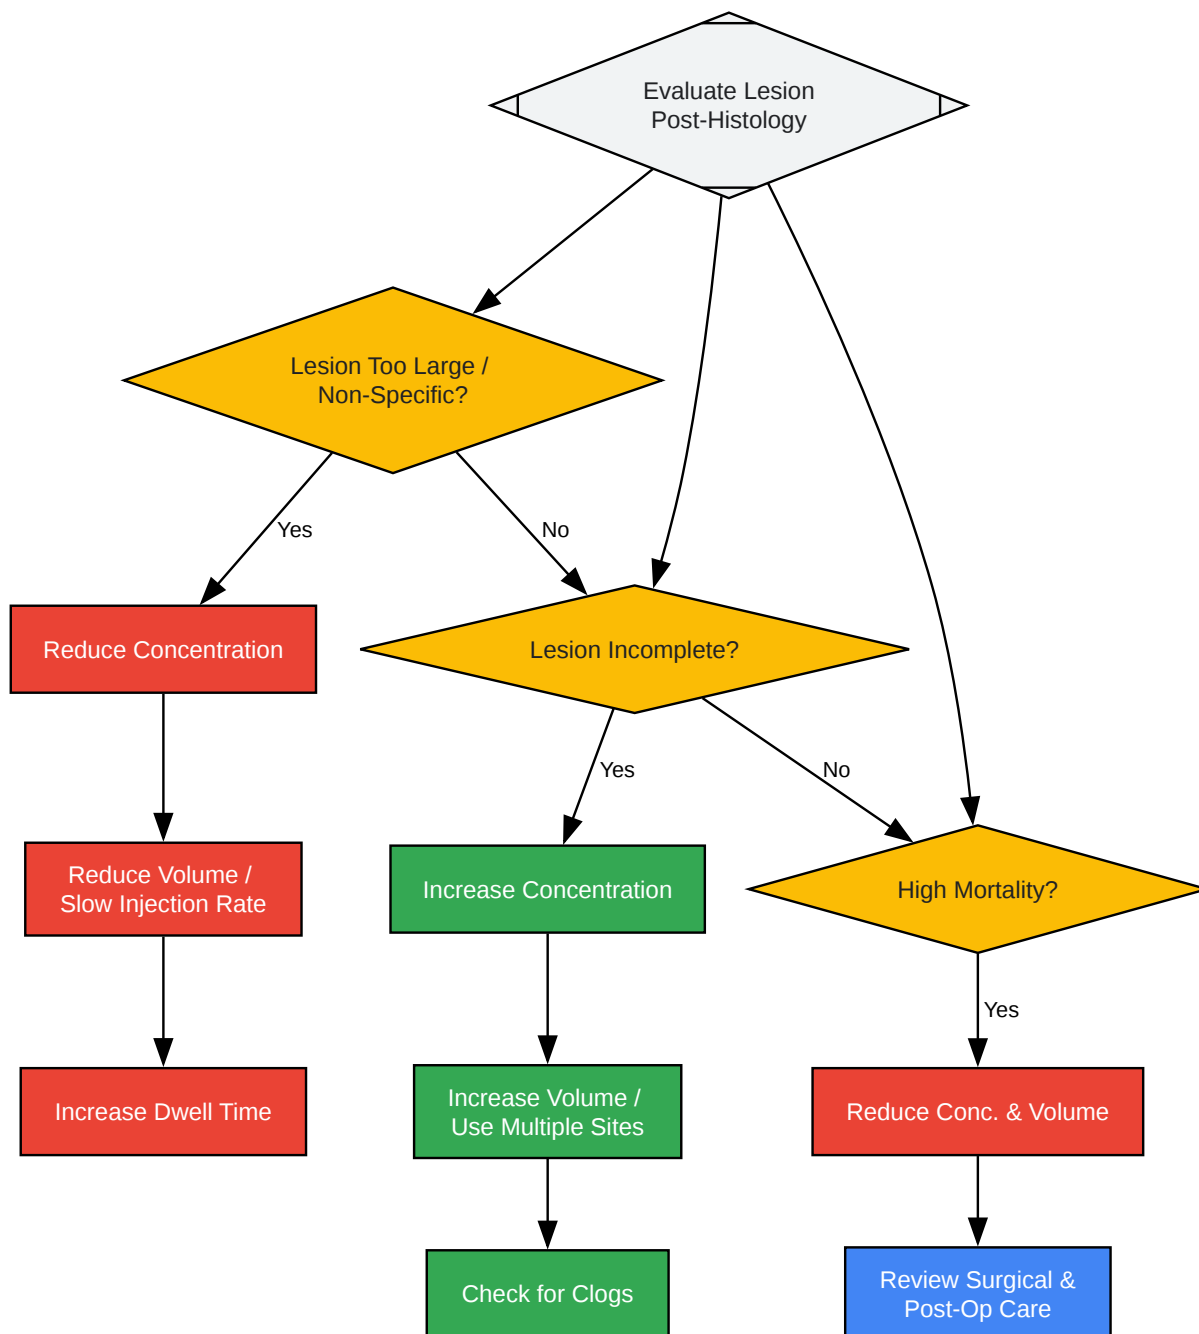 Evaluate Lesion
Post-Histology
Lesion Too Large /
Non-Specific?
Yes
No
Reduce Concentration
Lesion Incomplete?
Yes
No
Reduce Volume /
Slow Injection Rate
Increase Concentration
High Mortality?
Yes
Increase Dwell Time
Increase Volume /
Use Multiple Sites
Reduce Conc. & Volume
Check for Clogs
Review Surgical &
Post-Op Care